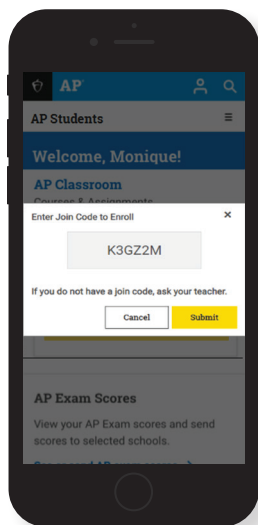 AP
AP Students
Welcome, Monique!
AP Classroom
Courses & Assignments
Enter Join Code to Enroll ×
K3GZ2M
If you do not have a join code, ask your teacher.
Cancel Submit
AP Exam Scores
View your AP Exam scores and send
scores to selected schools.